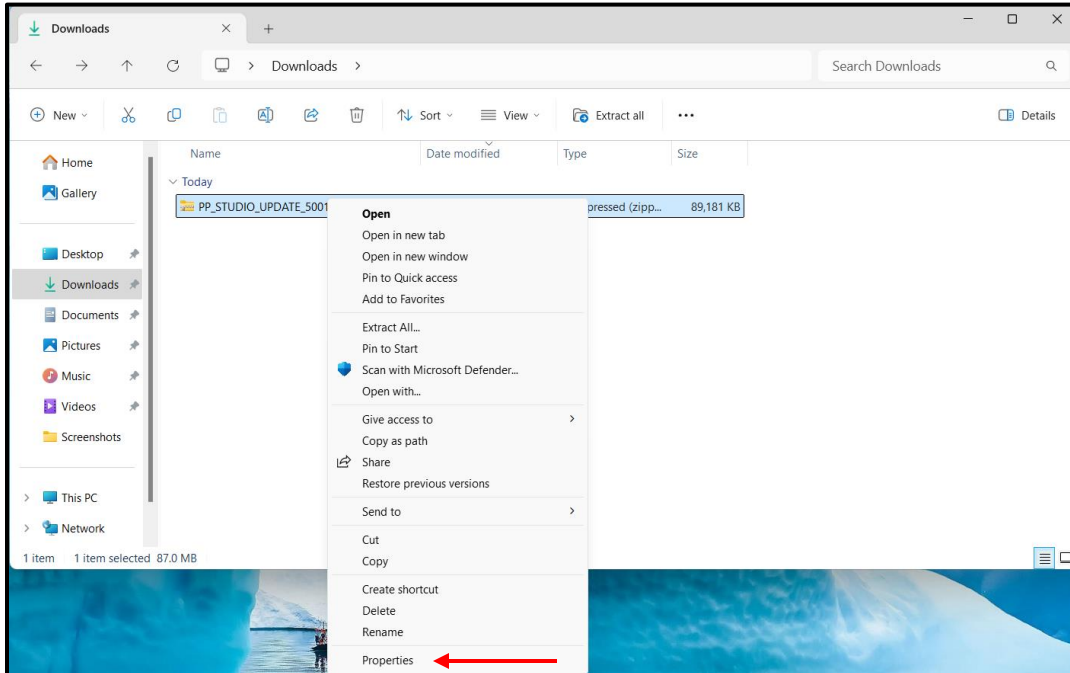 Downloads
Downloads
Search Downloads
New Sort View Extract all ... Details
Home
Gallery
Desktop
Downloads
Documents
Pictures
Music
Videos
Screenshots
This PC
Network
Name Date modified Type Size
Today
PP_STUDIO_UPDATE_5001 pressed (zipp... 89,181 KB
Open
Open in new tab
Open in new window
Pin to Quick access
Add to Favorites
Extract All...
Pin to Start
Scan with Microsoft Defender...
Open with...
Give access to
Copy as path
Share
Restore previous versions
Send to
Cut
Copy
Create shortcut
Delete
Rename
Properties
1 item 1 item selected 87.0 MB